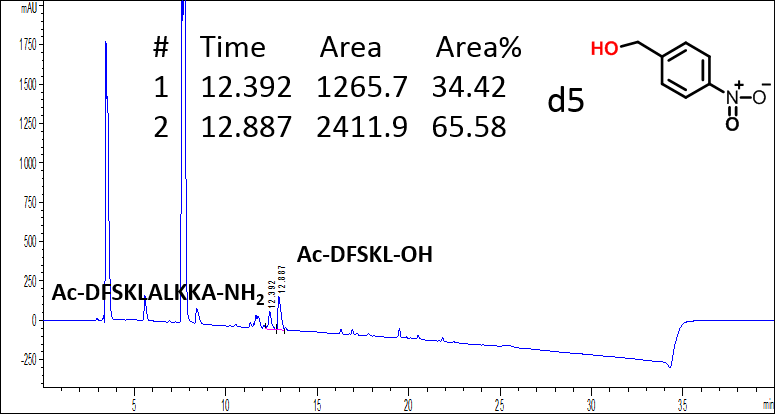 mAU
1750
1500
1250
1000
750
500
250
0
-250
# Time Area Area%
1 12.392 1265.7 34.42
2 12.887 2411.9 65.58
d5
HO
N
+
O
-
O
Ac-DFSKL-OH
Ac-DFSKLALKKA-NH2
12.392
12.887
5
10
15
20
25
30
35
min